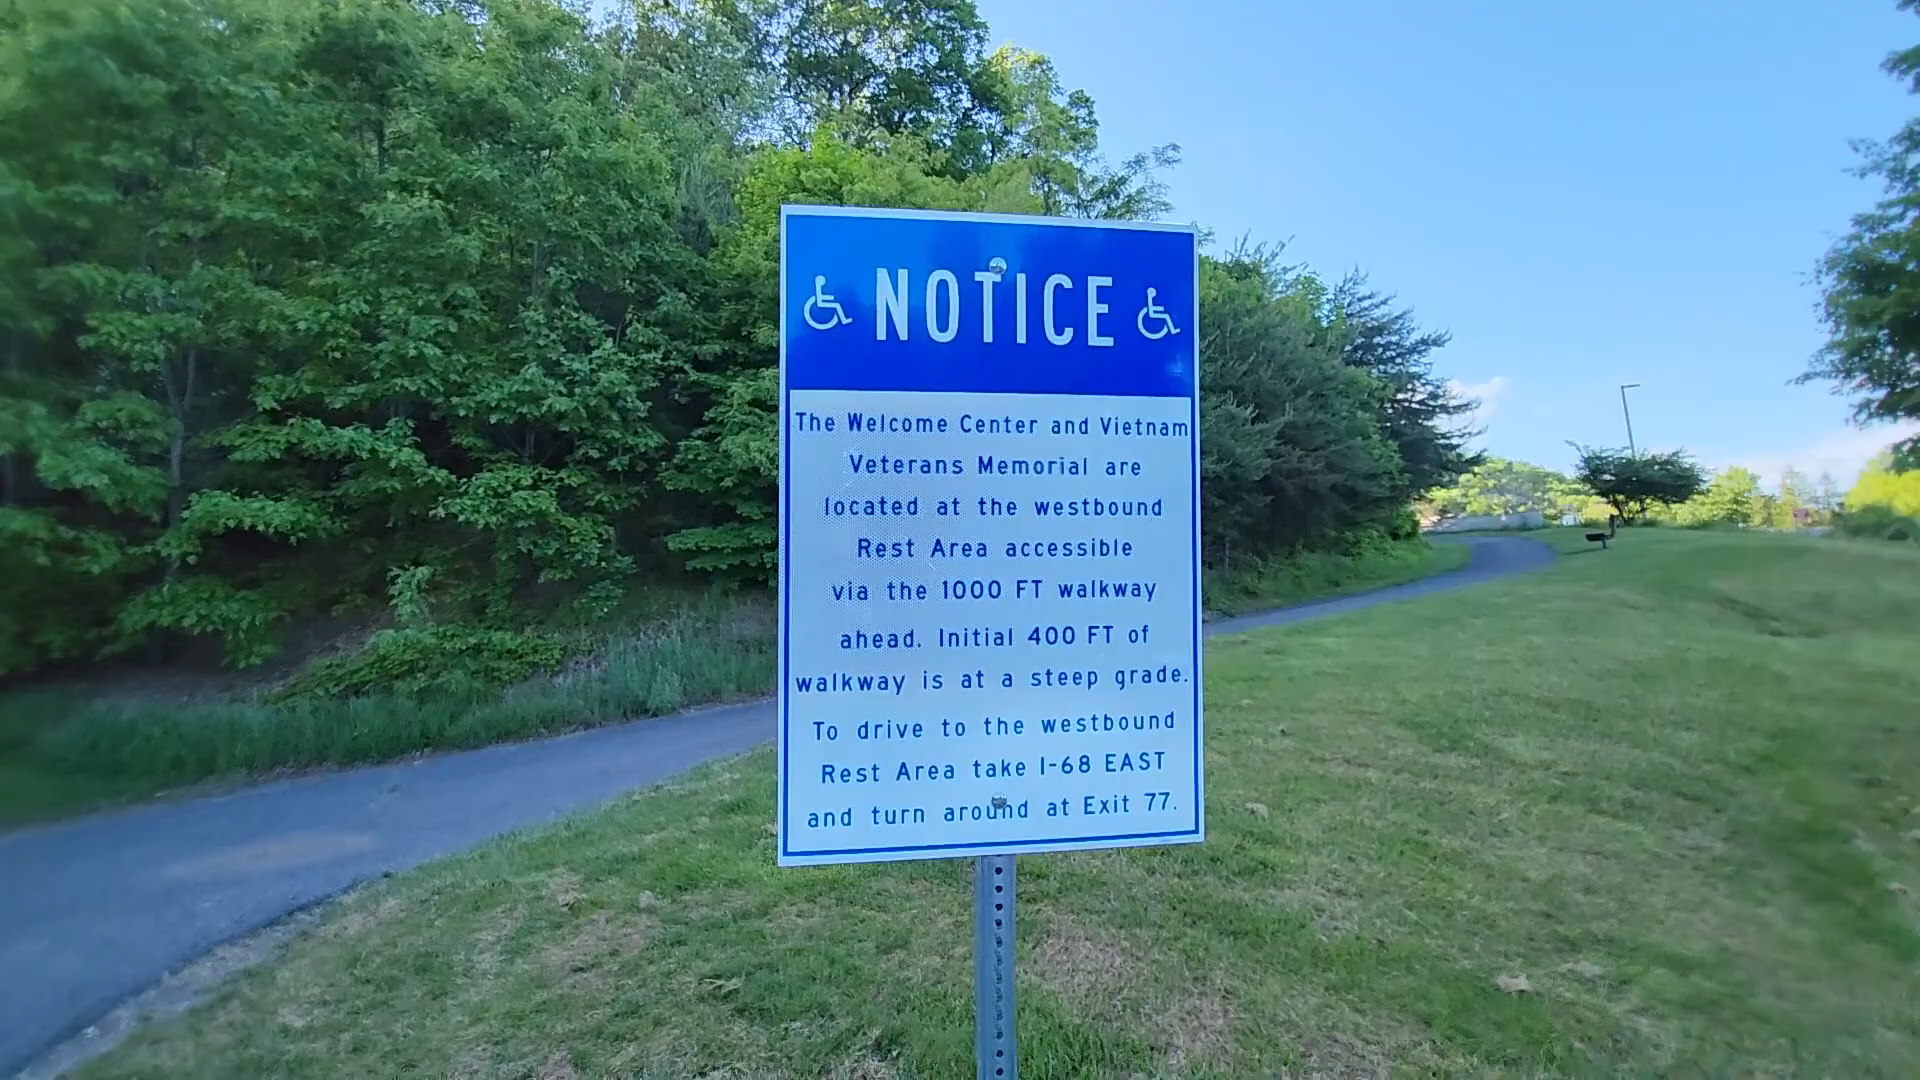 NOTICE
The Welcome Center and Vietnam
Veterans Memorial are
located at the westbound
Rest Area accessible
via the 1000 FT walkway
ahead. Initial 400 FT of
walkway is at a steep grade.
To drive to the westbound
Rest Area take I-68 EAST
and turn around at Exit 77.